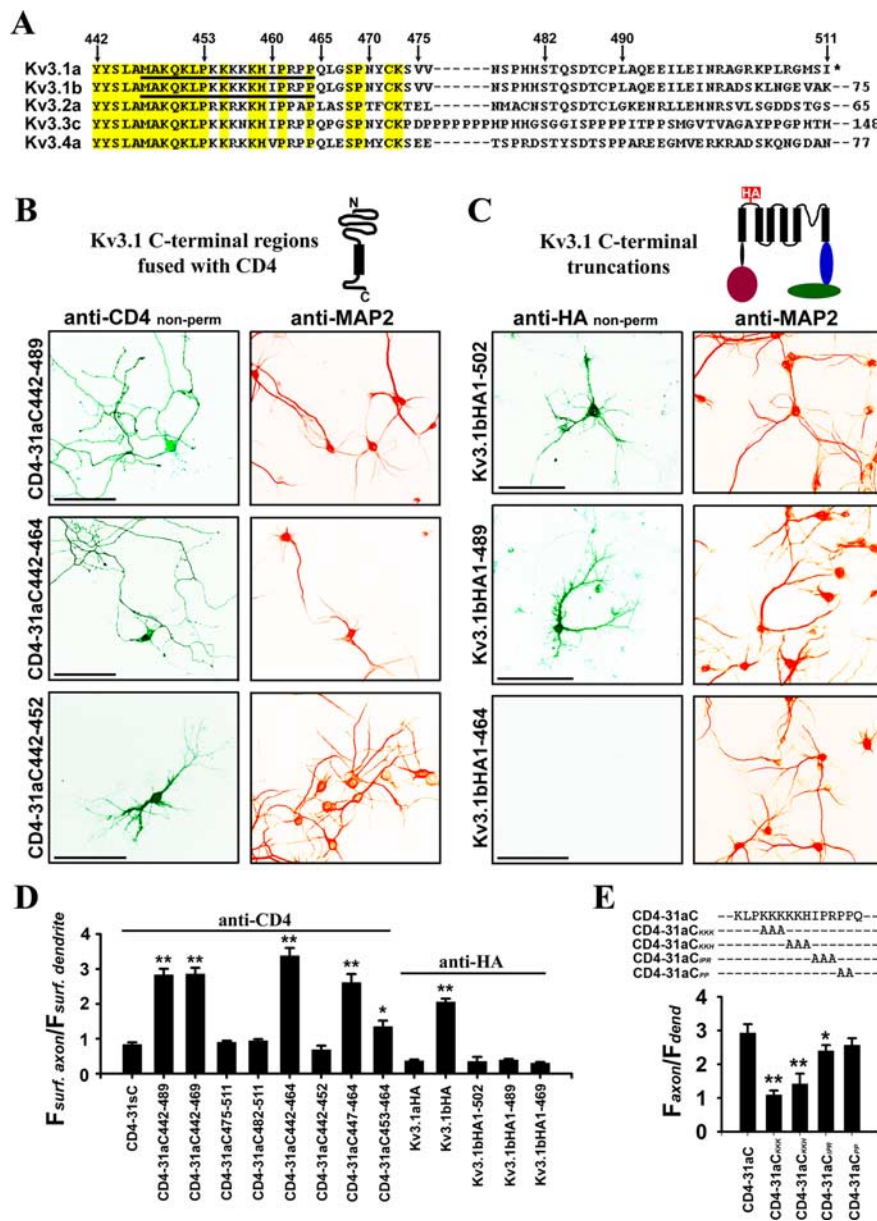 A
442 453 460 465 470 475 482 490 511
Kv3.1a YYSLAMAKQKLPKKKKKHIPRPPQLGSPNYCKSVV------NSPHHSTQSDTCPLAQEEILEINRAGRKPLRGMSI*
Kv3.1b YYSLAMAKQKLPKKKKKHIPRPPQLGSPNYCKSVV------NSPHHSTQSDTCPLAQEEILEINRADSKLNGEVAK--75
Kv3.2a YYSLAMAKQKLPRKRKKHIPPAPLASSPTFCKTEL------NMACNSTQSDTCLGKENRLLEHNRSVLSGDDSTGS--65
Kv3.3c YYSLAMAKQKLPKKKNKHIPRPPQPGSPNYCKPDPPPPPPPHPHHGSGGISPPPPITPPSMGVTVAGAYPPGPHTH--148
Kv3.4a YYSLAMAKQKLPKKRKKHVPRPPQLESPMYCKSEE------TSPRDSTYSDTSPPAREEGMVERKRADSKQNGDAN--77
B
Kv3.1 C-terminal regions
fused with CD4
N
C
anti-CD4 non-perm anti-MAP2
CD4-31aC442-489
CD4-31aC442-464
CD4-31aC442-452
C
Kv3.1 C-terminal
truncations
HA
anti-HA non-perm anti-MAP2
Kv3.1bHA1-502
Kv3.1bHA1-489
Kv3.1bHA1-464
D
anti-CD4
anti-HA
F surf. axon/F surf. dendrite
4
3
2
1
0
** ** ** ** * **
CD4-31sC
CD4-31aC442-489
CD4-31aC442-469
CD4-31aC475-511
CD4-31aC482-511
CD4-31aC442-464
CD4-31aC442-452
CD4-31aC447-464
CD4-31aC453-464
Kv3.1aHA
Kv3.1bHA
Kv3.1bHA1-502
Kv3.1bHA1-489
Kv3.1bHA1-469
E
CD4-31aC --KLPKKKKKHIPRPPQ--
CD4-31aCKKK -----AAA---------
CD4-31aCKKH --------AAA------
CD4-31aCIPR -----------AAA---
CD4-31aCPP --------------AA--
Faxon/Fdend
4
3
2
1
0
** ** *
CD4-31aC
CD4-31aCKKK
CD4-31aCKKH
CD4-31aCIPR
CD4-31aCPP